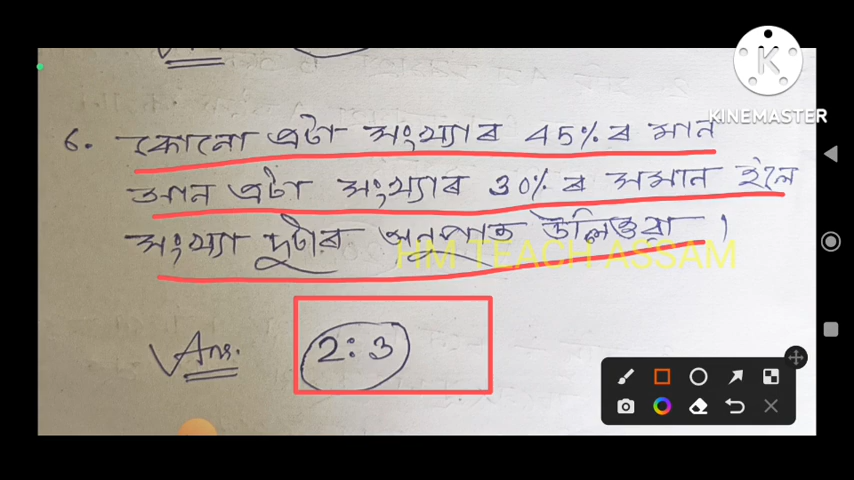 KINEMASTER
6. কোনো এটা সংখ্যাৰ 45% ৰ মান
আন এটা সংখ্যাৰ 30% ৰ সমান হ'লে
সংখ্যা দুটাৰ অনুপাত উলিওৱা ।
HM TEACH ASSAM
Ans. 2:3